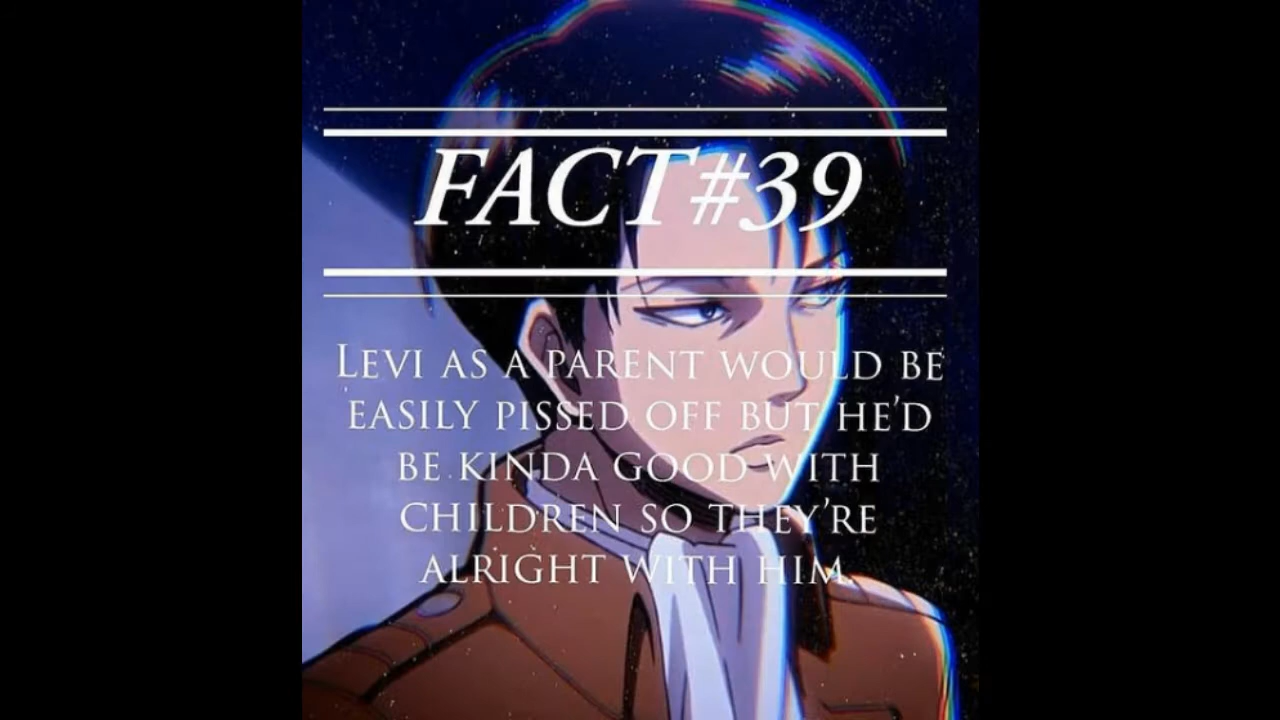 FACT#39
LEVI AS A PARENT WOULD BE
EASILY PISSED OFF BUT HE'D
BE KINDA GOOD WITH
CHILDREN SO THEY'RE
ALRIGHT WITH HIM.